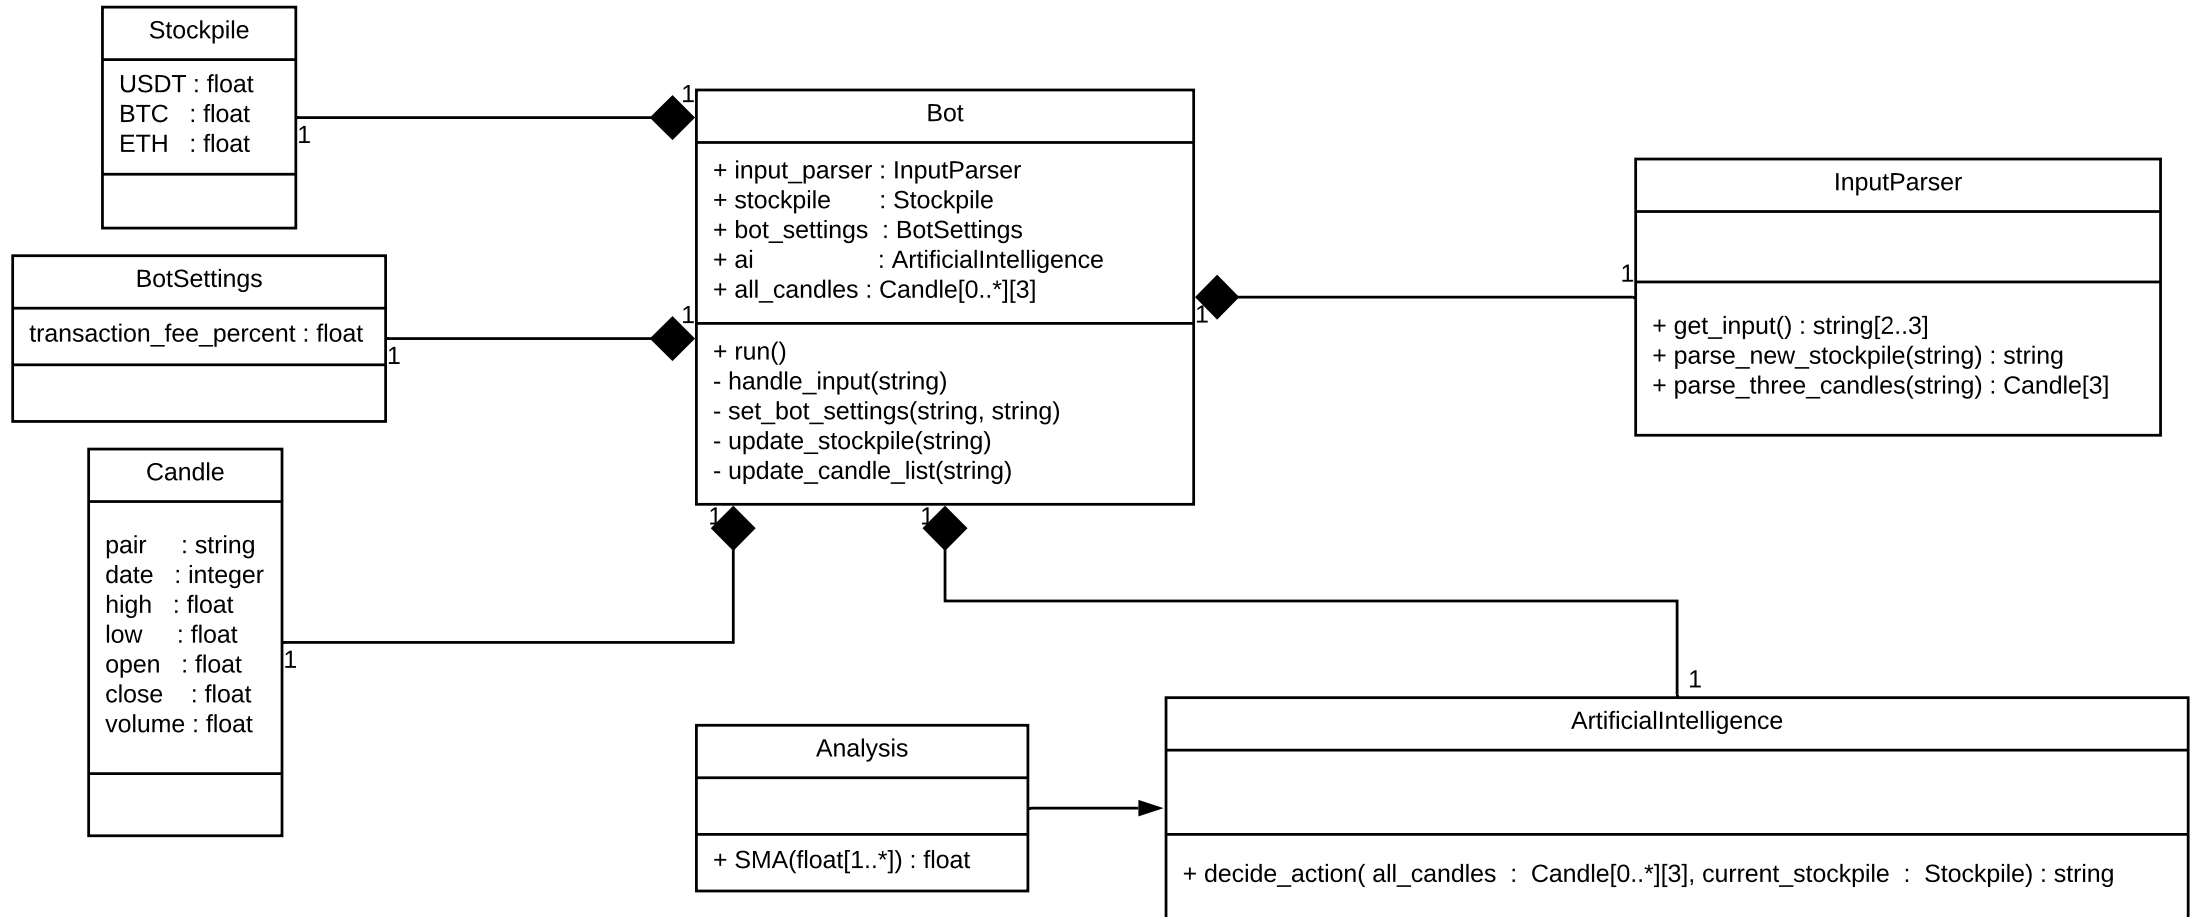 Stockpile
USDT : float
BTC : float
ETH : float
1
1
BotSettings
transaction_fee_percent : float
1
1
Candle
pair : string
date : integer
high : float
low : float
open : float
close : float
volume : float
1
1
Bot
+ input_parser : InputParser
+ stockpile : Stockpile
+ bot_settings : BotSettings
+ ai : ArtificialIntelligence
+ all_candles : Candle[0..*][3]
+ run()
- handle_input(string)
- set_bot_settings(string, string)
- update_stockpile(string)
- update_candle_list(string)
1
1
InputParser
+ get_input() : string[2..3]
+ parse_new_stockpile(string) : string
+ parse_three_candles(string) : Candle[3]
1
1
Analysis
+ SMA(float[1..*]) : float
ArtificialIntelligence
+ decide_action( all_candles : Candle[0..*][3], current_stockpile : Stockpile) : string